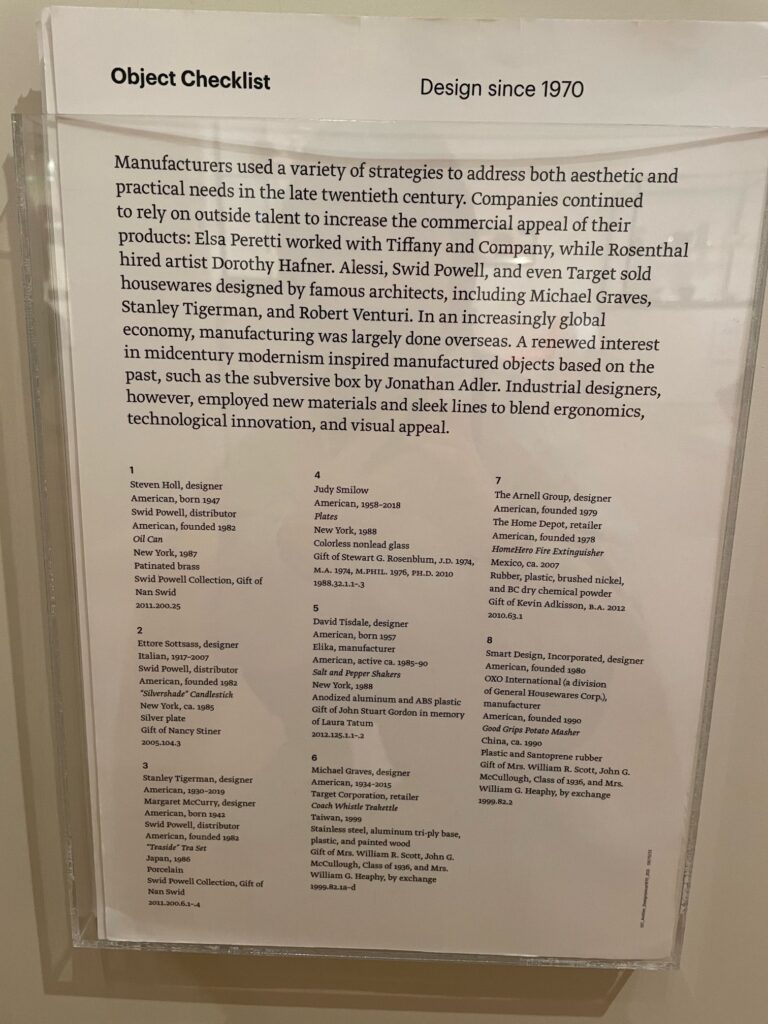 Object Checklist
Design since 1970
Manufacturers used a variety of strategies to address both aesthetic and
practical needs in the late twentieth century. Companies continued
to rely on outside talent to increase the commercial appeal of their
products: Elsa Peretti worked with Tiffany and Company, while Rosenthal
hired artist Dorothy Hafner. Alessi, Swid Powell, and even Target sold
housewares designed by famous architects, including Michael Graves,
Stanley Tigerman, and Robert Venturi. In an increasingly global
economy, manufacturing was largely done overseas. A renewed interest
in midcentury modernism inspired manufactured objects based on the
past, such as the subversive box by Jonathan Adler. Industrial designers,
however, employed new materials and sleek lines to blend ergonomics,
technological innovation, and visual appeal.
1
Steven Holl, designer
American, born 1947
Swid Powell, distributor
American, founded 1982
Oil Can
New York, 1987
Patinated brass
Swid Powell Collection, Gift of
Nan Swid
2011.200.25
2
Ettore Sottsass, designer
Italian, 1917–2007
Swid Powell, distributor
American, founded 1982
"Silvershade" Candlestick
New York, ca. 1985
Silver plate
Gift of Nancy Stiner
2005.104.3
3
Stanley Tigerman, designer
American, 1930–2019
Margaret McCurry, designer
American, born 1942
Swid Powell, distributor
American, founded 1982
"Teaside" Tea Set
Japan, 1986
Porcelain
Swid Powell Collection, Gift of
Nan Swid
2011.200.6.1–.4
4
Judy Smilow
American, 1958–2018
Plates
New York, 1988
Colorless nonlead glass
Gift of Stewart G. Rosenblum, J.D. 1974,
M.A. 1974, M.PHIL. 1976, PH.D. 2010
1988.32.1.1–.3
5
David Tisdale, designer
American, born 1957
Elika, manufacturer
American, active ca. 1985–90
Salt and Pepper Shakers
New York, 1988
Anodized aluminum and ABS plastic
Gift of John Stuart Gordon in memory
of Laura Tatum
2012.125.1.1–.2
6
Michael Graves, designer
American, 1934–2015
Target Corporation, retailer
Coach Whistle Teakettle
Taiwan, 1999
Stainless steel, aluminum tri-ply base,
plastic, and painted wood
Gift of Mrs. William R. Scott, John G.
McCullough, Class of 1936, and Mrs.
William G. Heaphy, by exchange
1999.82.1a–d
7
The Arnell Group, designer
American, founded 1979
The Home Depot, retailer
American, founded 1978
HomeHero Fire Extinguisher
Mexico, ca. 2007
Rubber, plastic, brushed nickel,
and BC dry chemical powder
Gift of Kevin Adkisson, B.A. 2012
2010.63.1
8
Smart Design, Incorporated, designer
American, founded 1980
OXO International (a division
of General Housewares Corp.),
manufacturer
American, founded 1990
Good Grips Potato Masher
China, ca. 1990
Plastic and Santoprene rubber
Gift of Mrs. William R. Scott, John G.
McCullough, Class of 1936, and Mrs.
William G. Heaphy, by exchange
1999.82.2